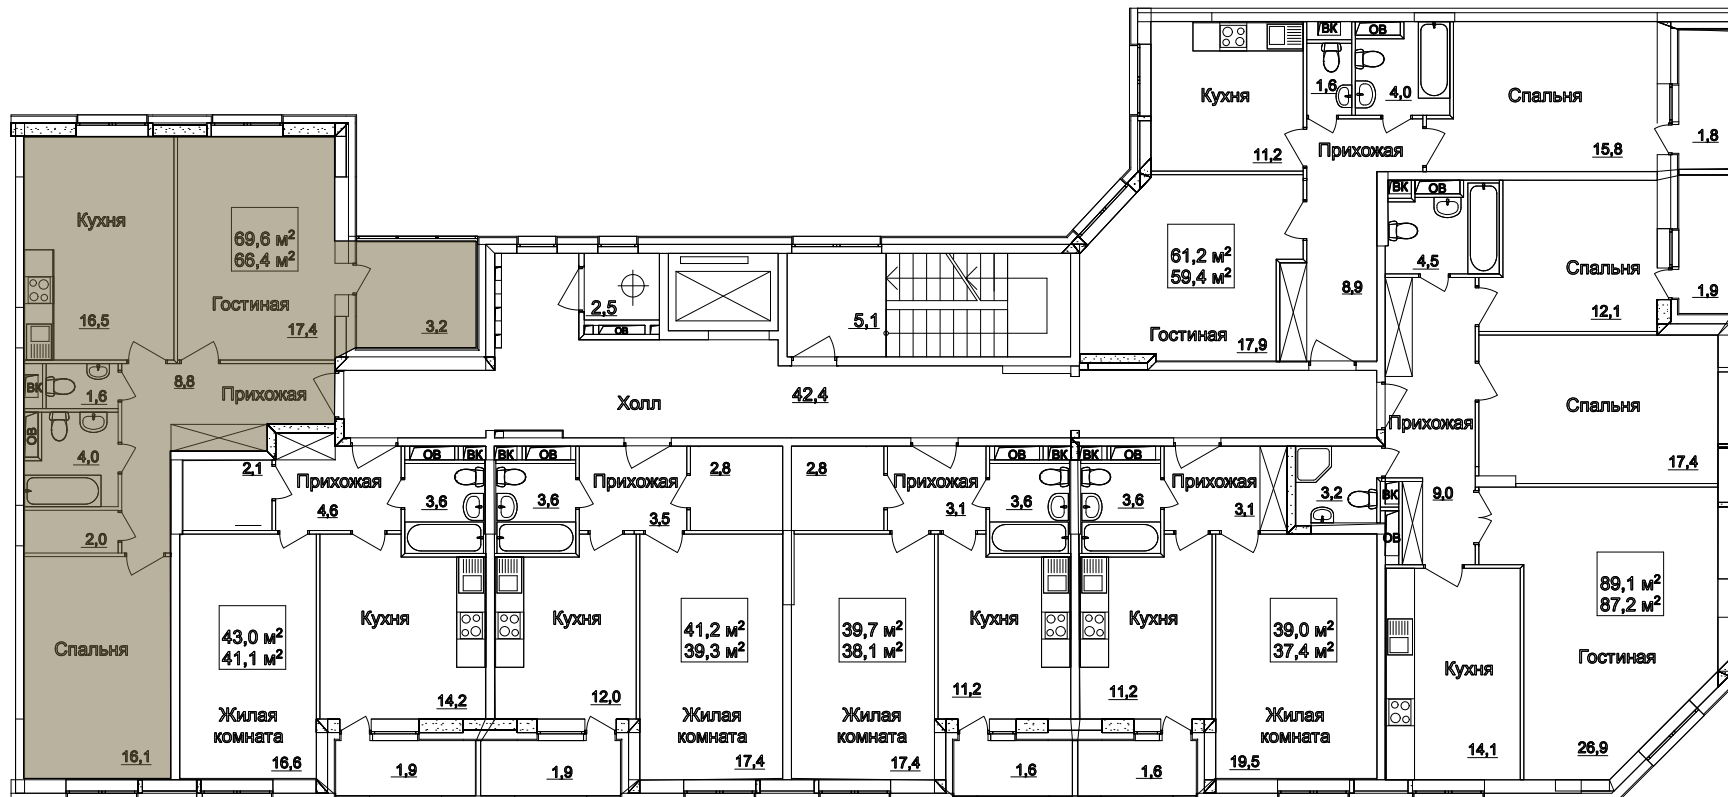 Кухня
16,5
69,6 м²
66,4 м²
Гостиная
17,4
3,2
ВК
1,6
8,8
Прихожая
ОВ
4,0
2,0
Спальня
16,1
2,5
ОВ
5,1
Холл
42,4
Кухня
11,2
ВК
1,6
ОВ
4,0
Прихожая
Спальня
15,8
1,8
61,2 м²
59,4 м²
Гостиная
17,9
8,9
ВК
ОВ
4,5
Спальня
12,1
1,9
Прихожая
Спальня
17,4
9,0
3,2
ВК
ОВ
89,1 м²
87,2 м²
Кухня
14,1
Гостиная
26,9
2,1
Прихожая
4,6
ОВ
ВК
3,6
43,0 м²
41,1 м²
Кухня
14,2
Жилая
комната
16,6
1,9
ВК
ОВ
3,6
Прихожая
3,5
2,8
Кухня
12,0
41,2 м²
39,3 м²
Жилая
комната
17,4
1,9
2,8
Прихожая
3,1
ОВ
ВК
3,6
39,7 м²
38,1 м²
Кухня
11,2
Жилая
комната
17,4
1,6
ВК
ОВ
3,6
Прихожая
3,1
Кухня
11,2
39,0 м²
37,4 м²
Жилая
комната
19,5
1,6